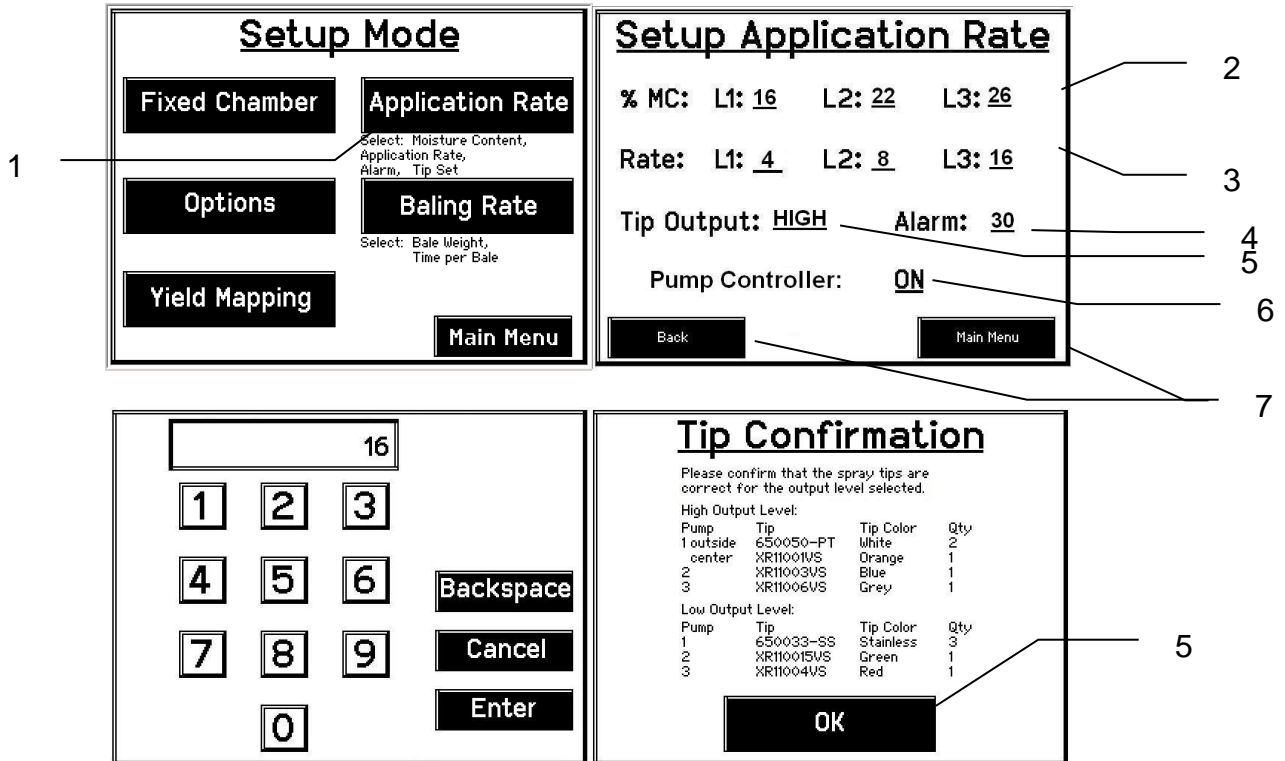 Setup Mode
Fixed Chamber
Application Rate
Select: Moisture Content,
Application Rate,
Alarm, Tip Set
1
Options
Baling Rate
Select: Bale Weight,
Time per Bale
Yield Mapping
Main Menu
Setup Application Rate
% MC: L1: 16 L2: 22 L3: 26
2
Rate: L1: 4 L2: 8 L3: 16
3
Tip Output: HIGH Alarm: 30
4
5
Pump Controller: ON
6
Back
Main Menu
7
16
1 2 3
4 5 6
7 8 9
0
Backspace
Cancel
Enter
Tip Confirmation
Please confirm that the spray tips are
correct for the output level selected.
High Output Level:
Pump Tip Tip Color Qty
1 outside 650050-PT White 2
center XR11001VS Orange 1
2 XR11003VS Blue 1
3 XR11006VS Grey 1
Low Output Level:
Pump Tip Tip Color Qty
1 650033-SS Stainless 3
2 XR110015VS Green 1
3 XR11004VS Red 1
OK
5